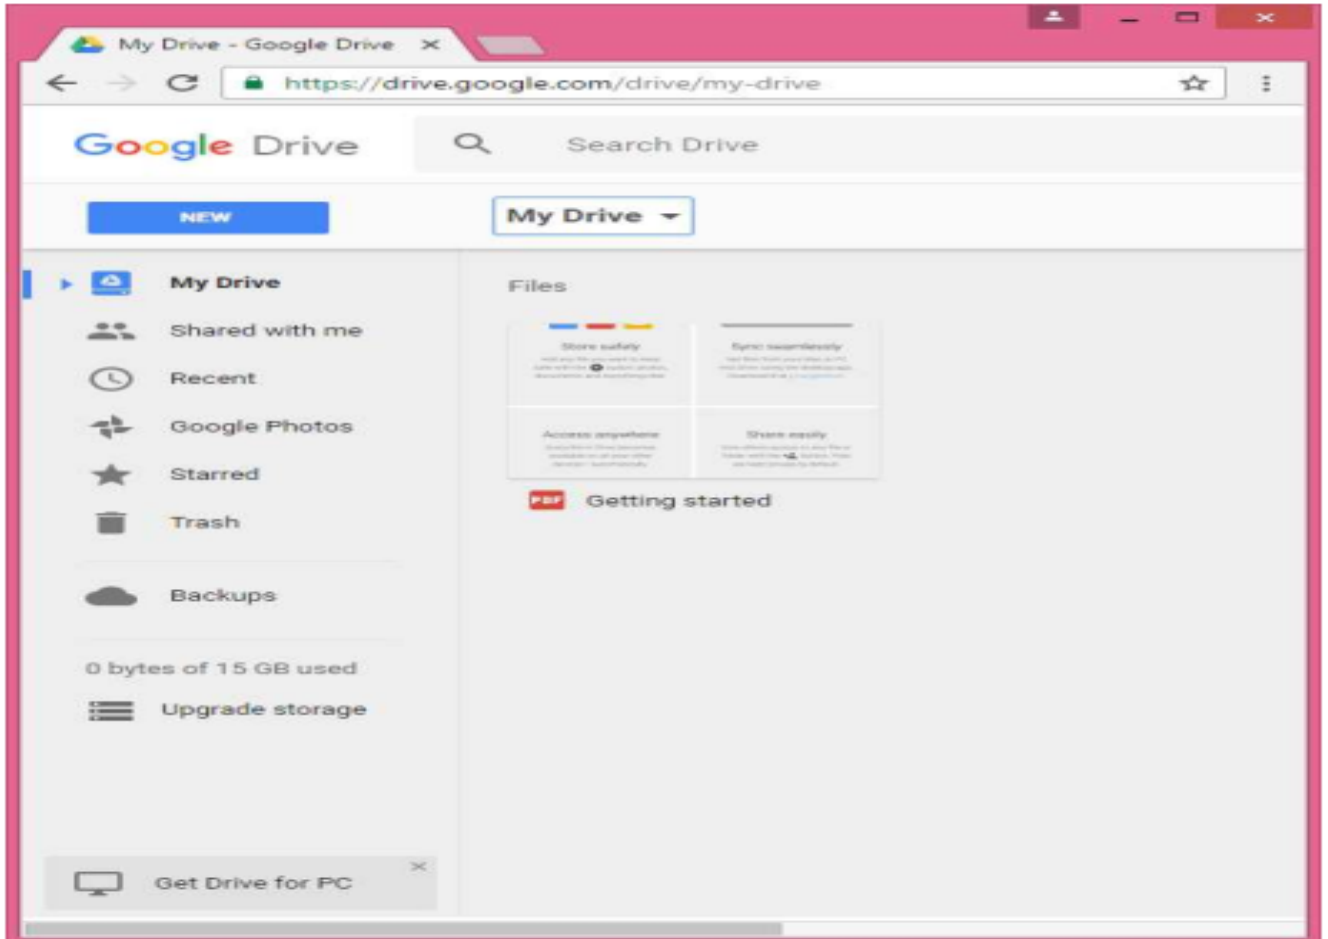 My Drive - Google Drive
https://drive.google.com/drive/my-drive
Google Drive
Search Drive
NEW
My Drive
My Drive
Shared with me
Recent
Google Photos
Starred
Trash
Backups
0 bytes of 15 GB used
Upgrade storage
Get Drive for PC
Files
Store safely
Sync seamlessly
Access anywhere
Share easily
PDF
Getting started